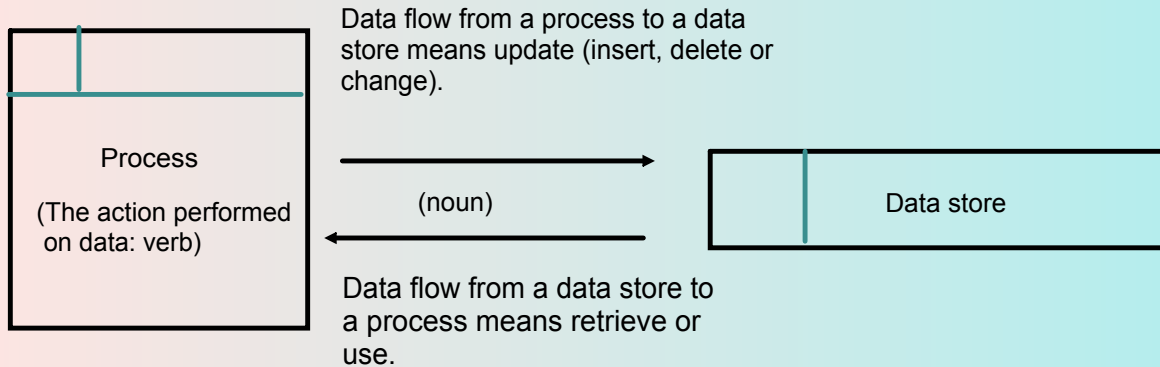 Data flow from a process to a data
store means update (insert, delete or
change).
Process
(The action performed
on data: verb)
(noun)
Data store
Data flow from a data store to
a process means retrieve or
use.